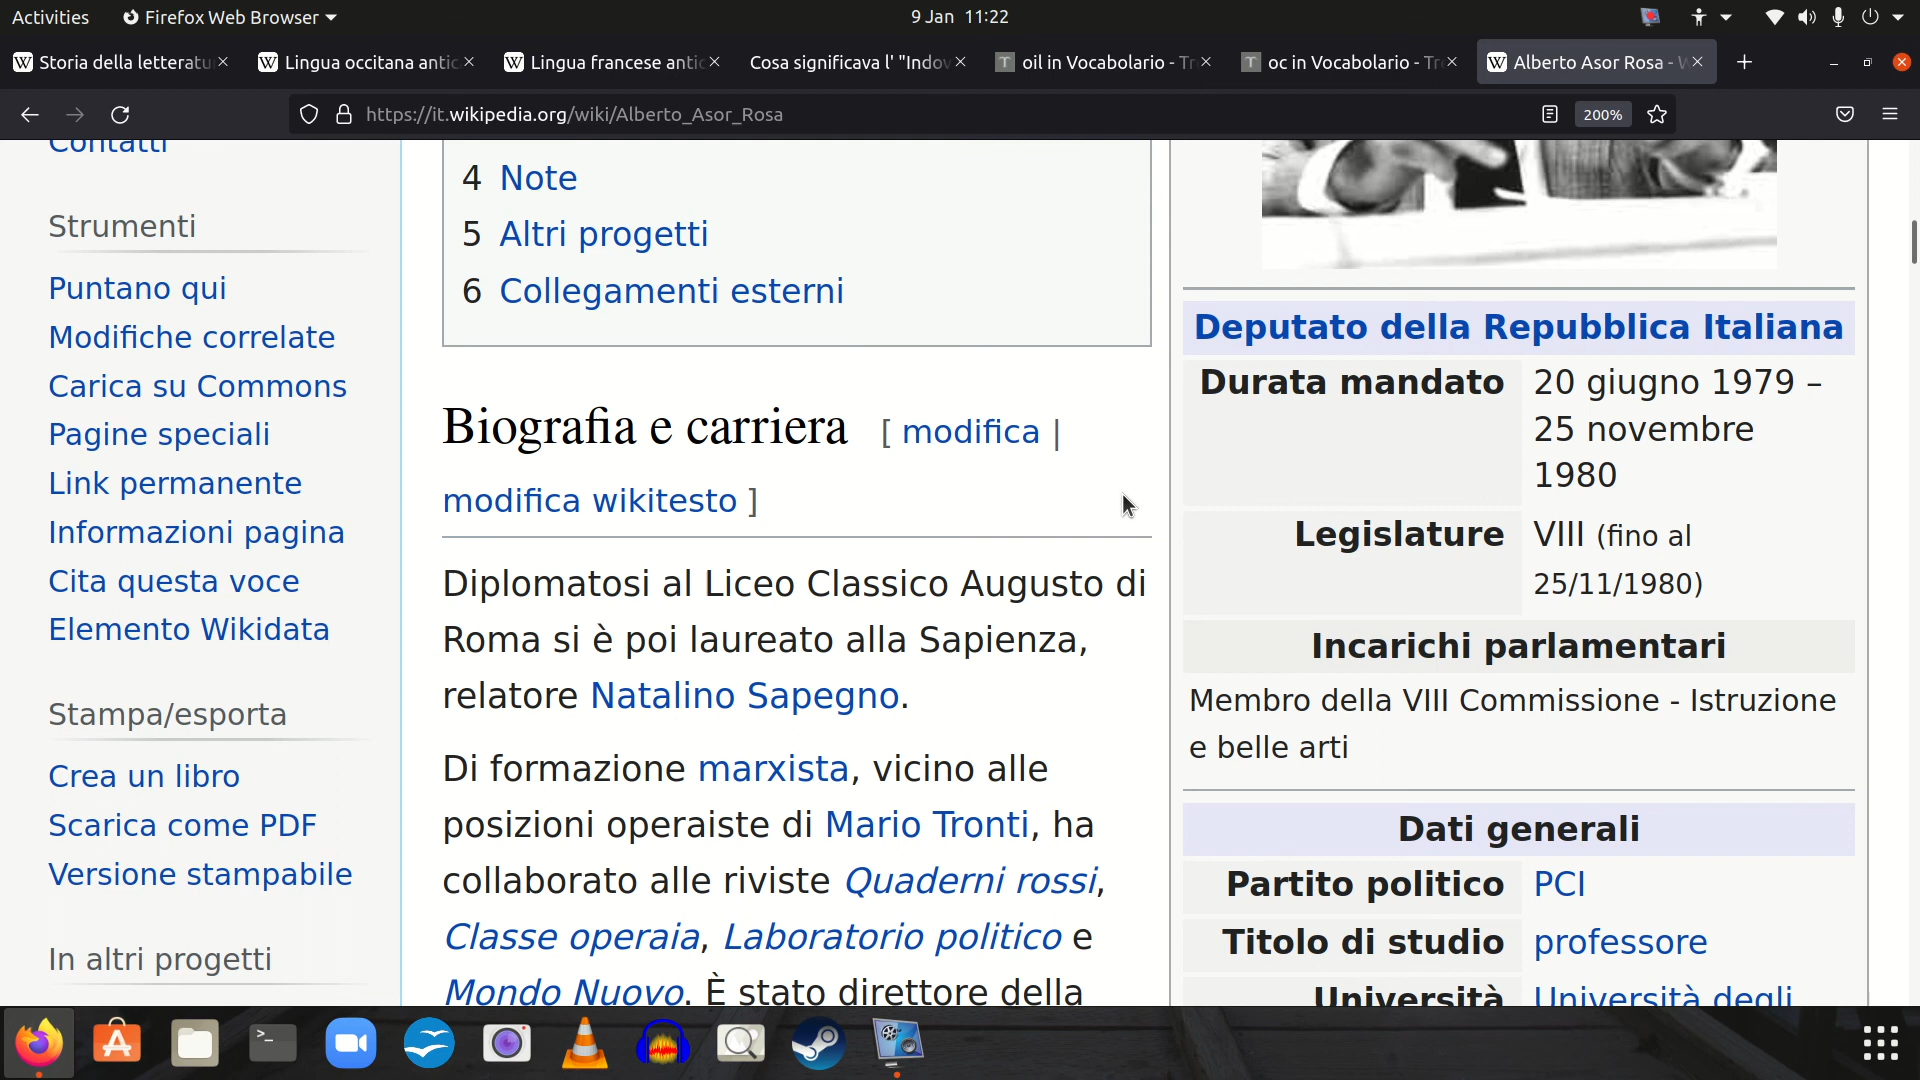 Activities Firefox Web Browser 9 Jan 11:22
Storia della letteratu Lingua occitana antic Lingua francese antic Cosa significava l' "Indov oil in Vocabolario - Tre oc in Vocabolario - Tre Alberto Asor Rosa - W
https://it.wikipedia.org/wiki/Alberto_Asor_Rosa 200%
Contatti
Strumenti
Puntano qui
Modifiche correlate
Carica su Commons
Pagine speciali
Link permanente
Informazioni pagina
Cita questa voce
Elemento Wikidata
Stampa/esporta
Crea un libro
Scarica come PDF
Versione stampabile
In altri progetti
4 Note
5 Altri progetti
6 Collegamenti esterni
Biografia e carriera [ modifica |
modifica wikitesto ]
Diplomatosi al Liceo Classico Augusto di
Roma si è poi laureato alla Sapienza,
relatore Natalino Sapegno.
Di formazione marxista, vicino alle
posizioni operaiste di Mario Tronti, ha
collaborato alle riviste Quaderni rossi,
Classe operaia, Laboratorio politico e
Mondo Nuovo. È stato direttore della
Deputato della Repubblica Italiana
Durata mandato 20 giugno 1979 –
25 novembre
1980
Legislature VIII (fino al
25/11/1980)
Incarichi parlamentari
Membro della VIII Commissione - Istruzione
e belle arti
Dati generali
Partito politico PCI
Titolo di studio professore
Università Università degli